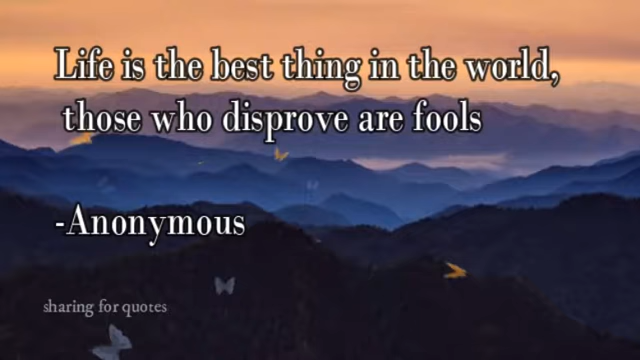 Life is the best thing in the world,
those who disprove are fools
-Anonymous
sharing for quotes